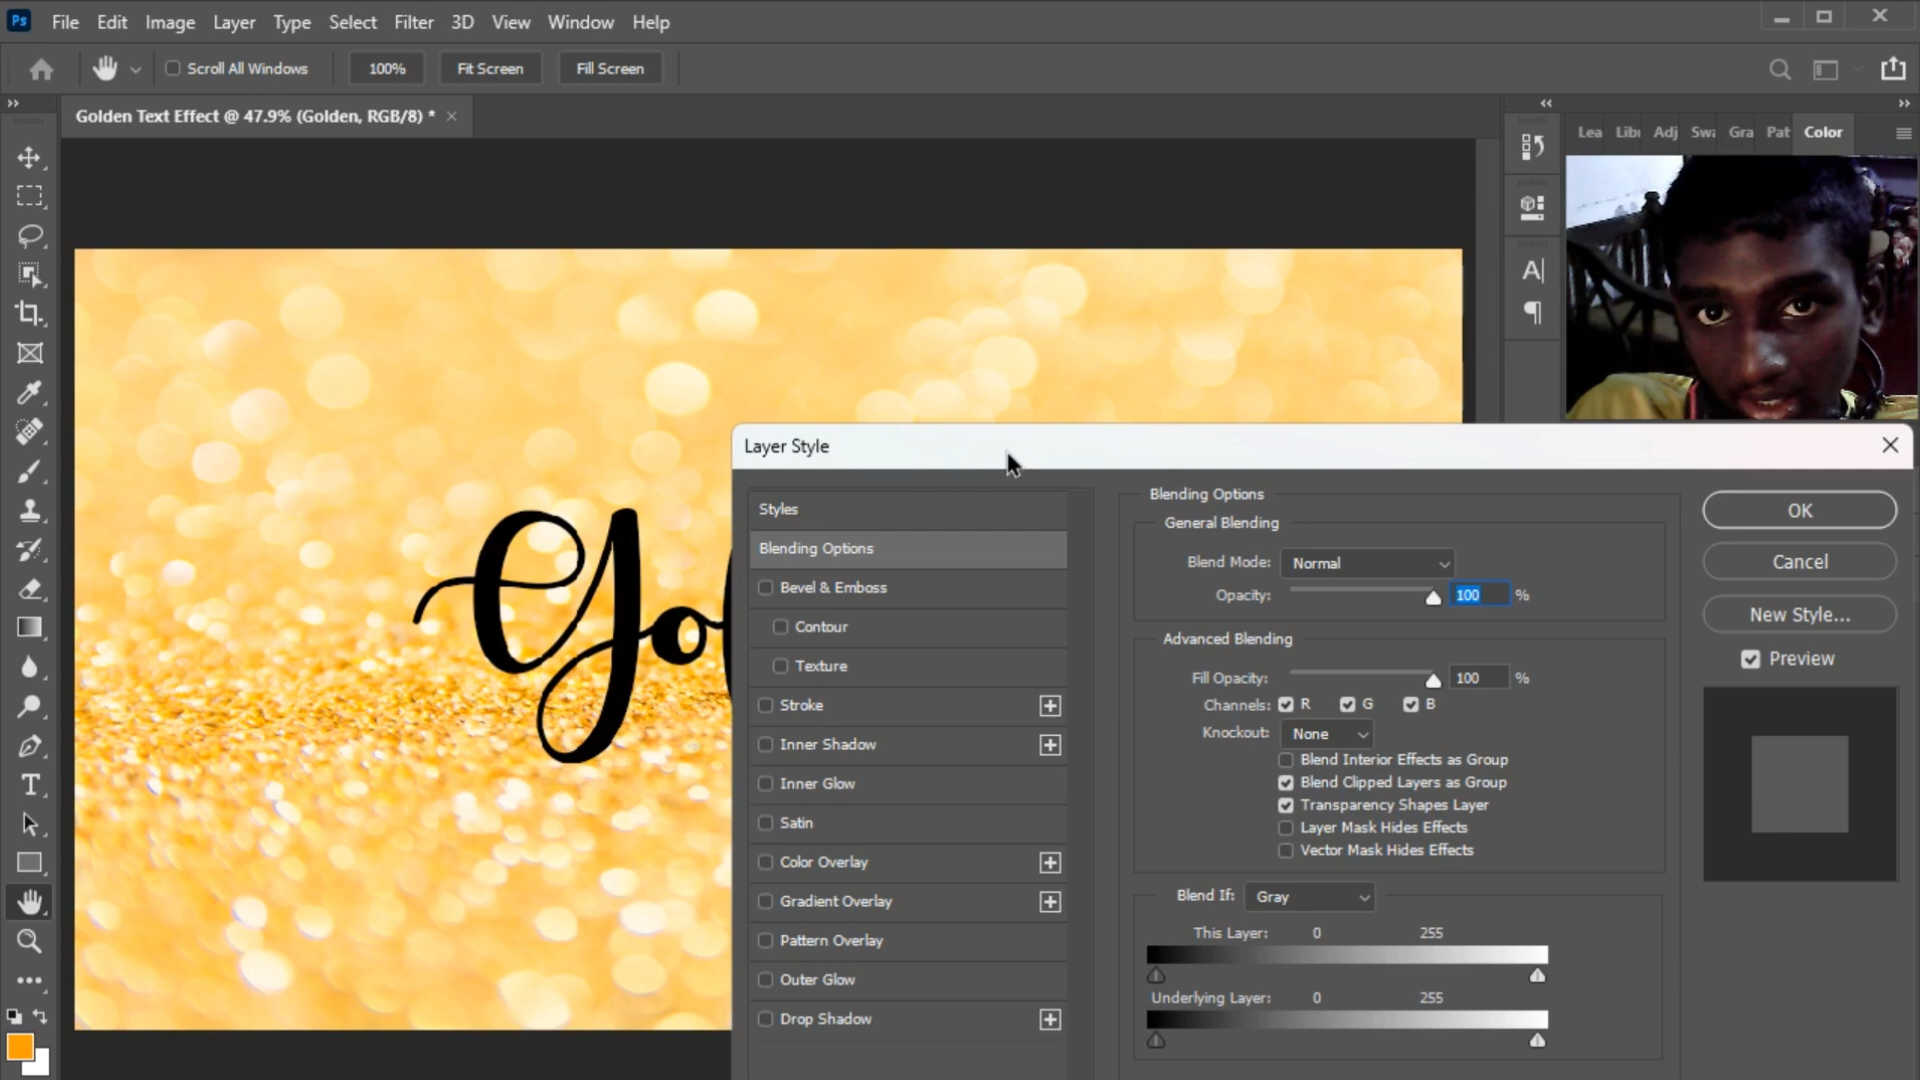 Ps File Edit Image Layer Type Select Filter 3D View Window Help
Scroll All Windows 100% Fit Screen Fill Screen
Golden Text Effect @ 47.9% (Golden, RGB/8) *
Lea Libr Adj Swa Gra Pat Color
Layer Style
Styles
Blending Options
Bevel & Emboss
Contour
Texture
Stroke
Inner Shadow
Inner Glow
Satin
Color Overlay
Gradient Overlay
Pattern Overlay
Outer Glow
Drop Shadow
Blending Options
General Blending
Blend Mode: Normal
Opacity: 100 %
Advanced Blending
Fill Opacity: 100 %
Channels: R G B
Knockout: None
Blend Interior Effects as Group
Blend Clipped Layers as Group
Transparency Shapes Layer
Layer Mask Hides Effects
Vector Mask Hides Effects
Blend If: Gray
This Layer: 0 255
Underlying Layer: 0 255
OK
Cancel
New Style...
Preview
Go